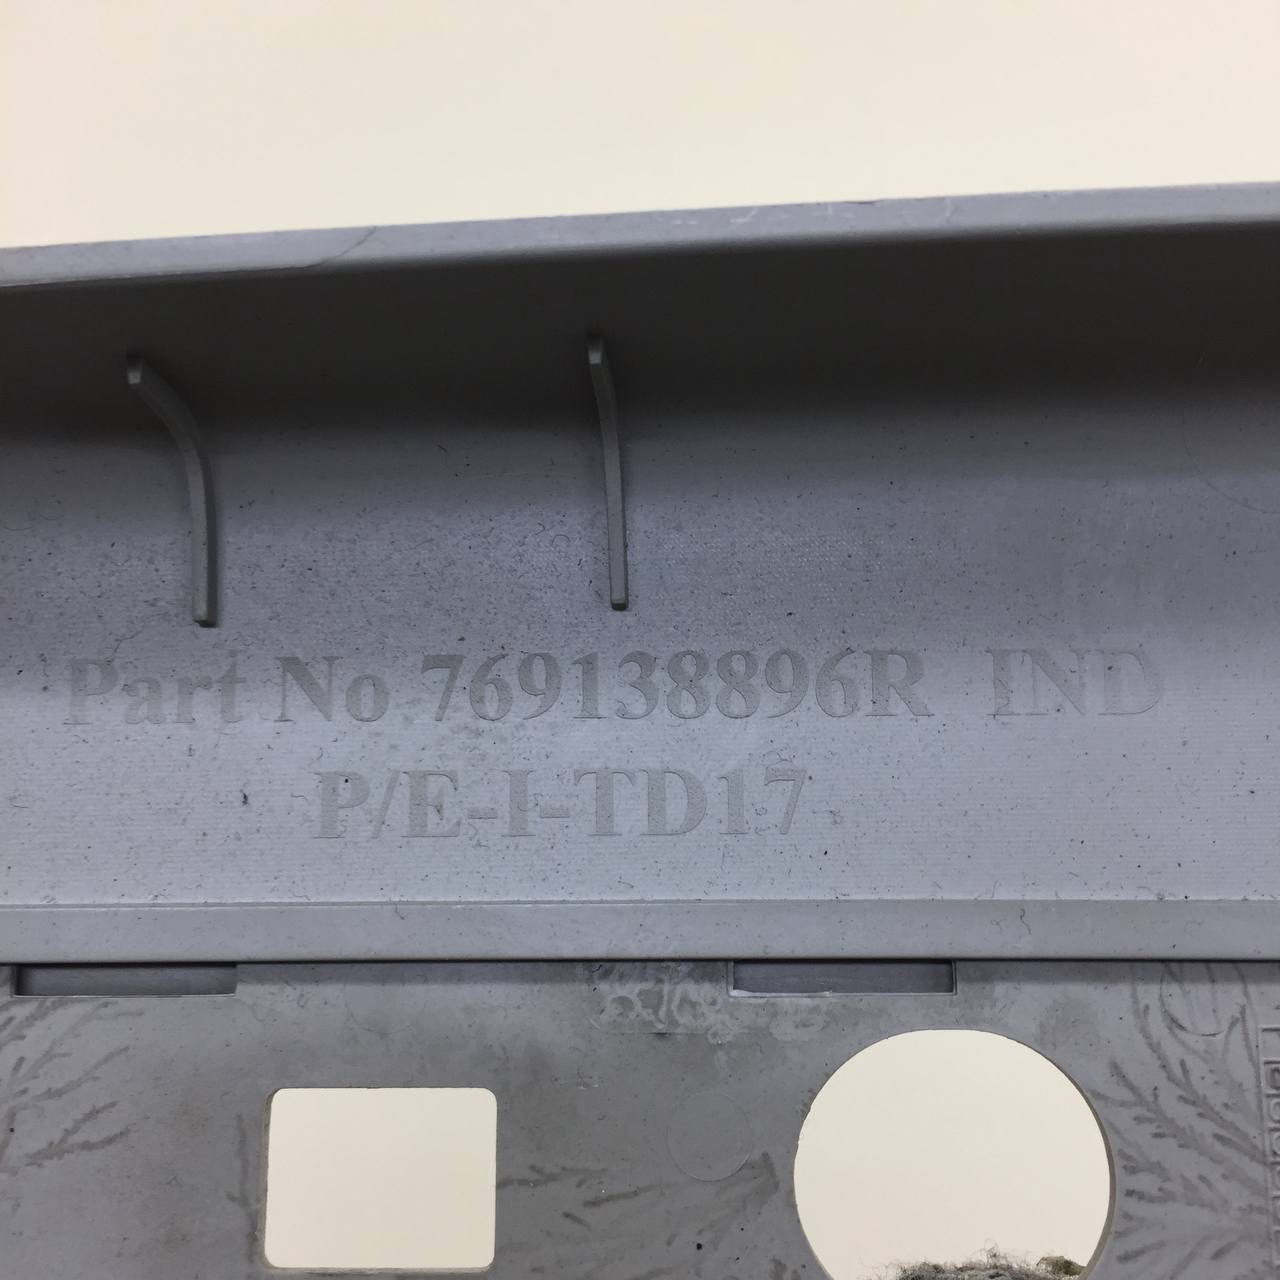 Part No 769138896R IND
P/E-I-TD17